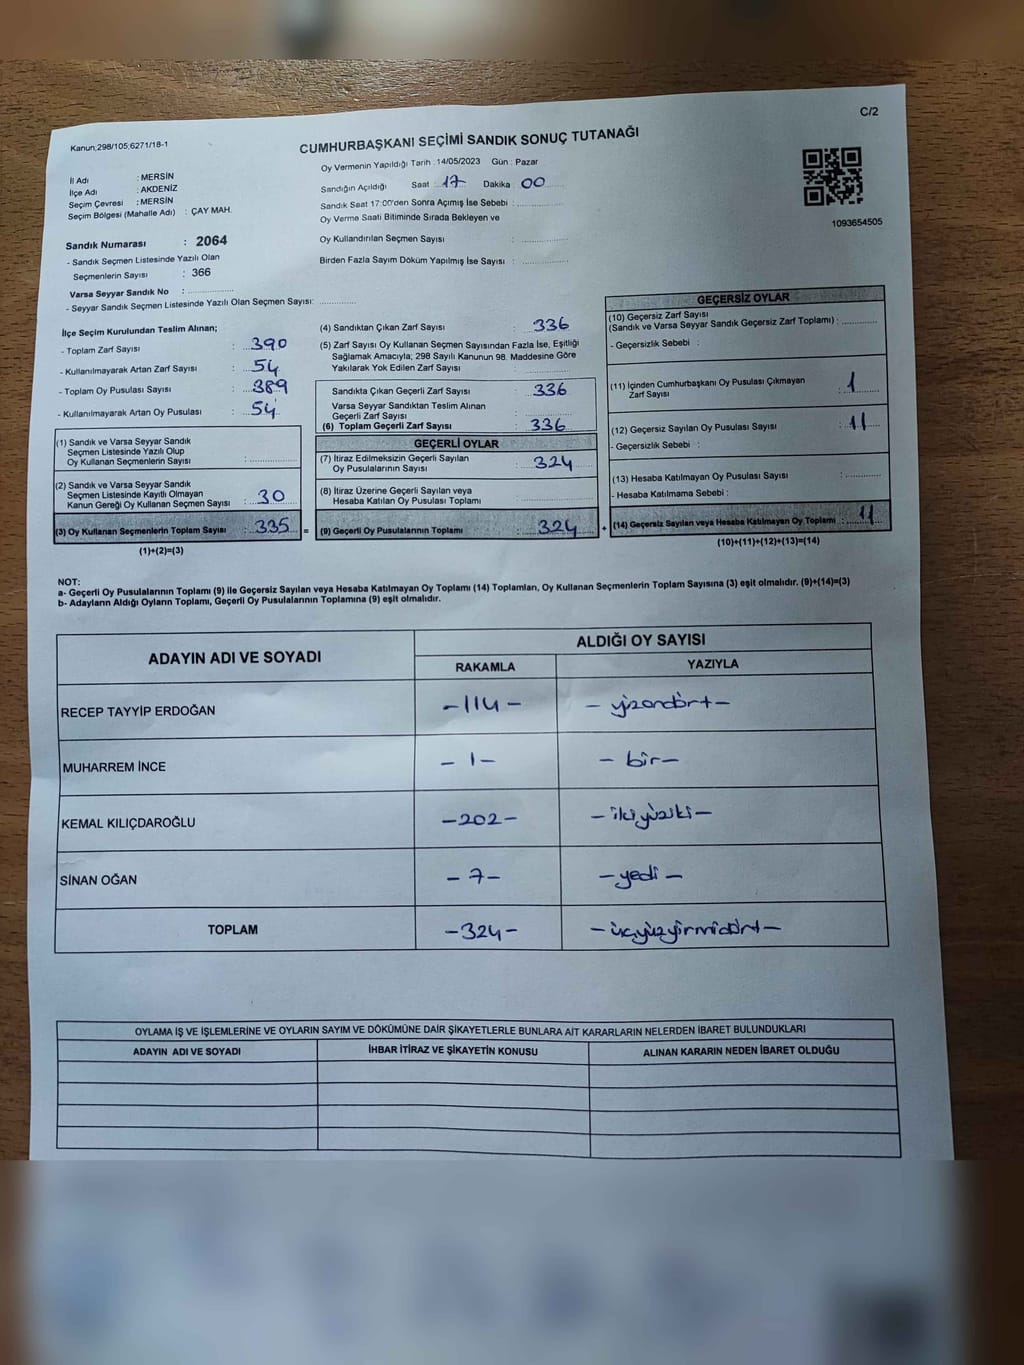 C/2
Kanun;298/105;6271/18-1
CUMHURBAŞKANI SEÇİMİ SANDIK SONUÇ TUTANAĞI
İl Adı : MERSİN
İlçe Adı : AKDENİZ
Seçim Çevresi : MERSİN
Seçim Bölgesi (Mahalle Adı) : ÇAY MAH.
Oy Vermenin Yapıldığı Tarih : 14/05/2023 Gün : Pazar
Sandığın Açıldığı Saat : 17 Dakika : 00
Sandık Saat 17:00'den Sonra Açımış İse Sebebi :
Oy Verme Saati Bitiminde Sırada Bekleyen ve
Oy Kullandırılan Seçmen Sayısı :
Birden Fazla Sayım Döküm Yapılmış İse Sayısı :
1093654505
Sandık Numarası : 2064
- Sandık Seçmen Listesinde Yazılı Olan
Seçmenlerin Sayısı : 366
Varsa Seyyar Sandık No :
- Seyyar Sandık Seçmen Listesinde Yazılı Olan Seçmen Sayısı:
İlçe Seçim Kurulundan Teslim Alınan;
- Toplam Zarf Sayısı : 390
- Kullanılmayarak Artan Zarf Sayısı : 54
- Toplam Oy Pusulası Sayısı : 389
- Kullanılmayarak Artan Oy Pusulası : 54
(1) Sandık ve Varsa Seyyar Sandık
Seçmen Listesinde Yazılı Olup
Oy Kullanan Seçmenlerin Sayısı :
(2) Sandık ve Varsa Seyyar Sandık
Seçmen Listesinde Kayıtlı Olmayan
Kanun Gereği Oy Kullanan Seçmen Sayısı : 30
(3) Oy Kullanan Seçmenlerin Toplam Sayısı : 335 =
(1)+(2)=(3)
(4) Sandıktan Çıkan Zarf Sayısı : 336
(5) Zarf Sayısı Oy Kullanan Seçmen Sayısından Fazla İse, Eşitliği
Sağlamak Amacıyla; 298 Sayılı Kanunun 98. Maddesine Göre
Yakılarak Yok Edilen Zarf Sayısı :
Sandıkta Çıkan Geçerli Zarf Sayısı : 336
Varsa Seyyar Sandıktan Teslim Alınan
Geçerli Zarf Sayısı :
(6) Toplam Geçerli Zarf Sayısı : 336
GEÇERLİ OYLAR
(7) İtiraz Edilmeksizin Geçerli Sayılan
Oy Pusulalarının Sayısı : 324
(8) İtiraz Üzerine Geçerli Sayılan veya
Hesaba Katılan Oy Pusulası Toplamı :
(9) Geçerli Oy Pusulalarının Toplamı : 324 +
GEÇERSİZ OYLAR
(10) Geçersiz Zarf Sayısı
(Sandık ve Varsa Seyyar Sandık Geçersiz Zarf Toplamı) :
- Geçersizlik Sebebi :
(11) İçinden Cumhurbaşkanı Oy Pusulası Çıkmayan
Zarf Sayısı : 1
(12) Geçersiz Sayılan Oy Pusulası Sayısı : 11
- Geçersizlik Sebebi :
(13) Hesaba Katılmayan Oy Pusulası Sayısı :
- Hesaba Katılmama Sebebi :
(14) Geçersiz Sayılan veya Hesaba Katılmayan Oy Toplamı : 11
(10)+(11)+(12)+(13)=(14)
NOT:
a- Geçerli Oy Pusulalarının Toplamı (9) ile Geçersiz Sayılan veya Hesaba Katılmayan Oy Toplamı (14) Toplamları, Oy Kullanan Seçmenlerin Toplam Sayısına (3) eşit olmalıdır. (9)+(14)=(3)
b- Adayların Aldığı Oyların Toplamı, Geçerli Oy Pusulalarının Toplamına (9) eşit olmalıdır.
ADAYIN ADI VE SOYADI ALDIĞI OY SAYISI
RAKAMLA YAZIYLA
RECEP TAYYİP ERDOĞAN -114- - yüzondört -
MUHARREM İNCE - 1 - - bir -
KEMAL KILIÇDAROĞLU -202- - ikiyüziki -
SİNAN OĞAN - 7 - - yedi -
TOPLAM -324- - üçyüzyirmidört -
OYLAMA İŞ VE İŞLEMLERİNE VE OYLARIN SAYIM VE DÖKÜMÜNE DAİR ŞİKAYETLERLE BUNLARA AİT KARARLARIN NELERDEN İBARET BULUNDUKLARI
ADAYIN ADI VE SOYADI İHBAR İTİRAZ VE ŞİKAYETİN KONUSU ALINAN KARARIN NEDEN İBARET OLDUĞU